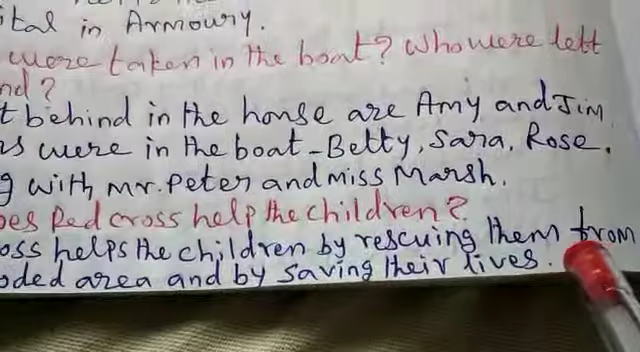 ital in Armoury.
were taken in the boat? Who were left
nd?
t behind in the house are Amy and Jim
rs were in the boat - Betty, Sara, Rose,
g with Mr. Peter and Miss Marsh.
oes Red cross help the children?
oss helps the children by rescuing them from
oded area and by saving their lives.